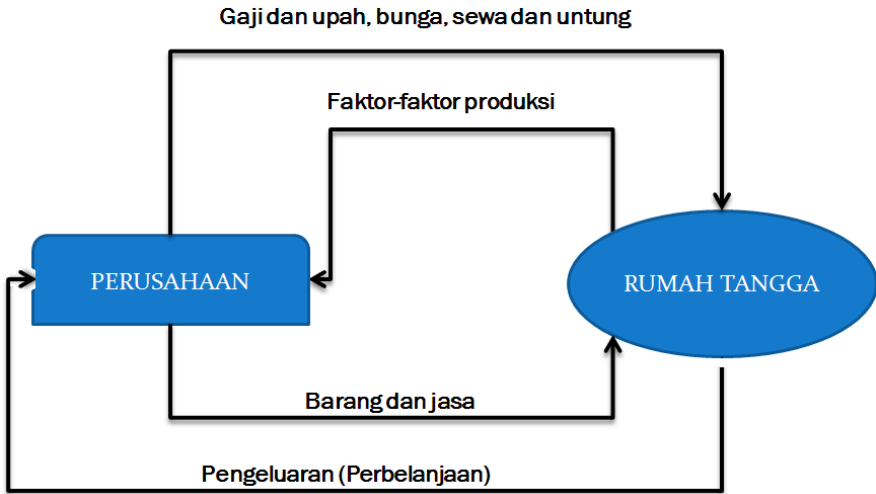 Gaji dan upah, bunga, sewa dan untung
Faktor-faktor produksi
PERUSAHAAN
RUMAH TANGGA
Barang dan jasa
Pengeluaran (Perbelanjaan)